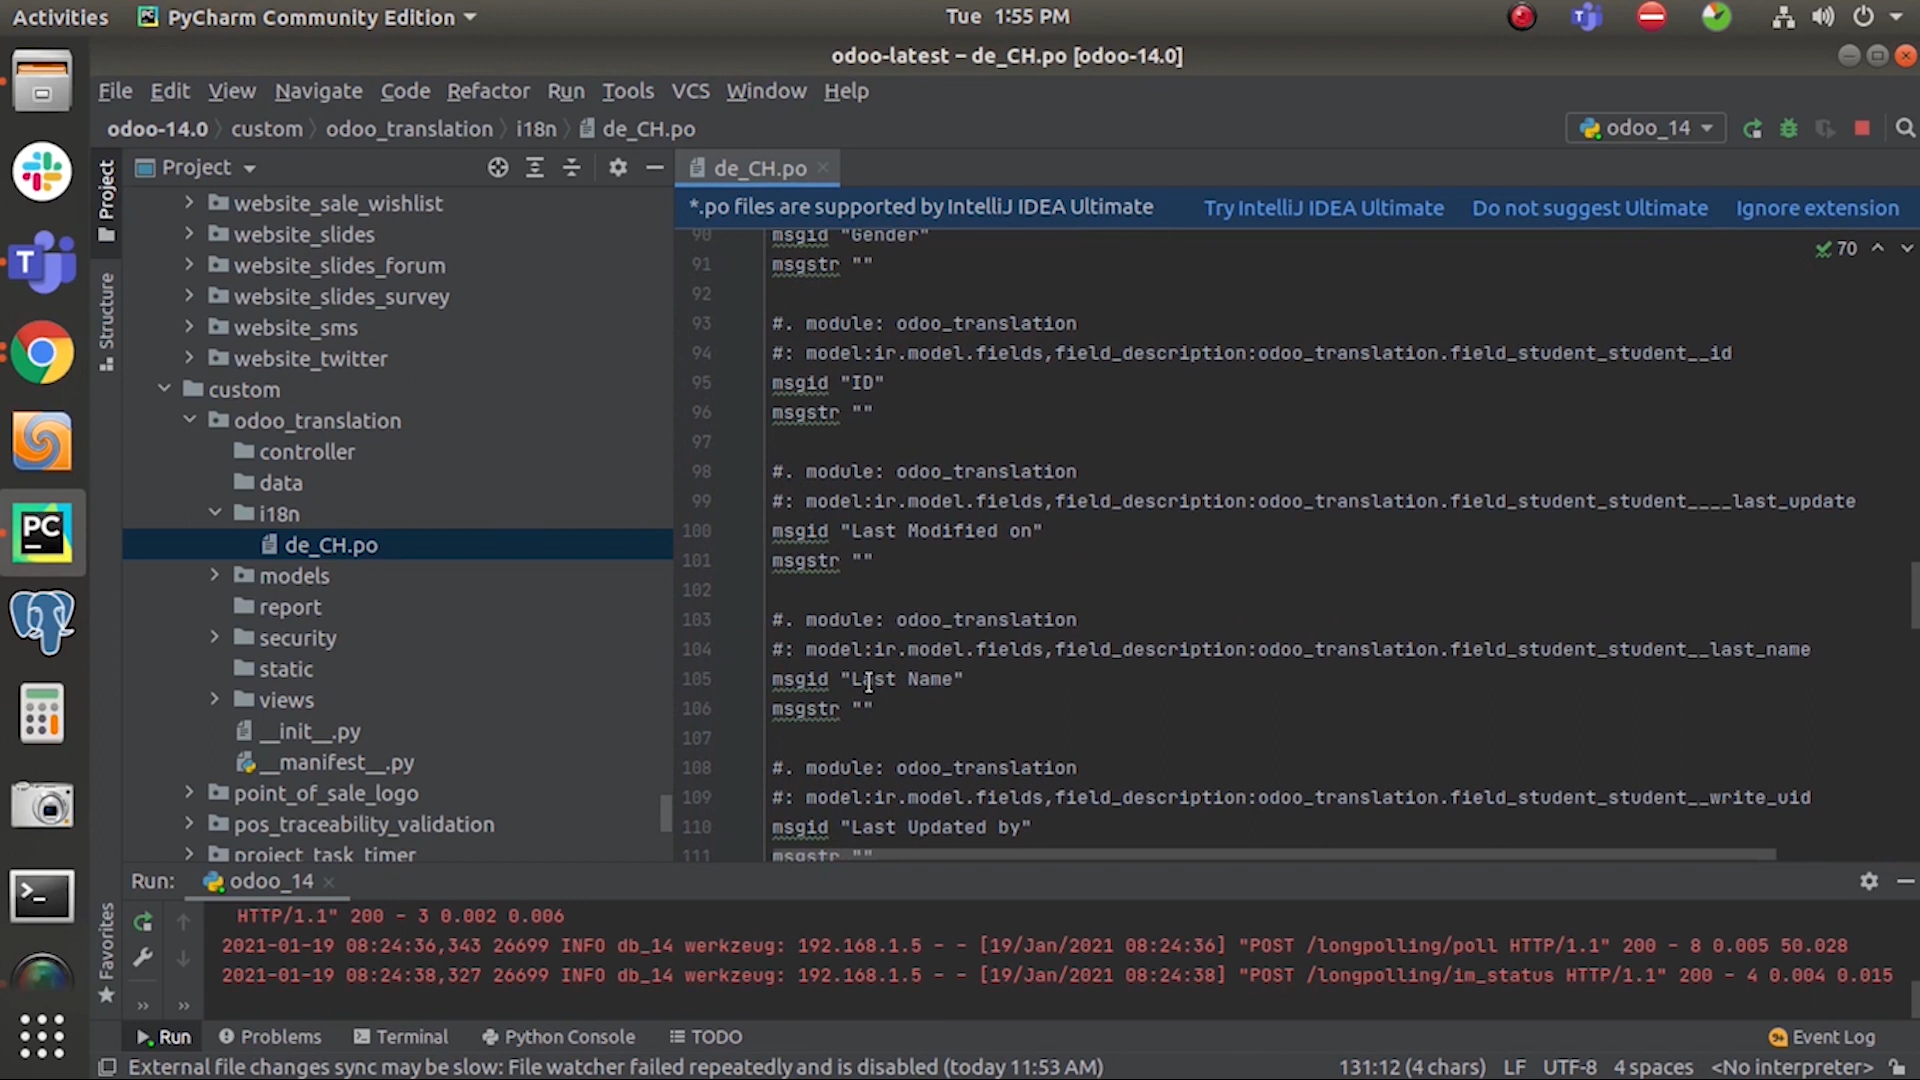 Activities PyCharm Community Edition Tue 1:55 PM
odoo-latest – de_CH.po [odoo-14.0]
File Edit View Navigate Code Refactor Run Tools VCS Window Help
odoo-14.0 custom odoo_translation i18n de_CH.po odoo_14
Project
de_CH.po
Project
Structure
Favorites
website_sale_wishlist
website_slides
website_slides_forum
website_slides_survey
website_sms
website_twitter
custom
odoo_translation
controller
data
i18n
de_CH.po
models
report
security
static
views
__init__.py
__manifest__.py
point_of_sale_logo
pos_traceability_validation
project_task_timer
*.po files are supported by IntelliJ IDEA Ultimate Try IntelliJ IDEA Ultimate Do not suggest Ultimate Ignore extension
70
90 msgid "Gender"
91 msgstr ""
92
93 #. module: odoo_translation
94 #: model:ir.model.fields,field_description:odoo_translation.field_student_student__id
95 msgid "ID"
96 msgstr ""
97
98 #. module: odoo_translation
99 #: model:ir.model.fields,field_description:odoo_translation.field_student_student____last_update
100 msgid "Last Modified on"
101 msgstr ""
102
103 #. module: odoo_translation
104 #: model:ir.model.fields,field_description:odoo_translation.field_student_student__last_name
105 msgid "Last Name"
106 msgstr ""
107
108 #. module: odoo_translation
109 #: model:ir.model.fields,field_description:odoo_translation.field_student_student__write_uid
110 msgid "Last Updated by"
111 msgstr ""
Run: odoo_14
HTTP/1.1" 200 - 3 0.002 0.006
2021-01-19 08:24:36,343 26699 INFO db_14 werkzeug: 192.168.1.5 - - [19/Jan/2021 08:24:36] "POST /longpolling/poll HTTP/1.1" 200 - 8 0.005 50.028
2021-01-19 08:24:38,327 26699 INFO db_14 werkzeug: 192.168.1.5 - - [19/Jan/2021 08:24:38] "POST /longpolling/im_status HTTP/1.1" 200 - 4 0.004 0.015
Run Problems Terminal Python Console TODO Event Log
External file changes sync may be slow: File watcher failed repeatedly and is disabled (today 11:53 AM) 131:12 (4 chars) LF UTF-8 4 spaces <No interpreter>